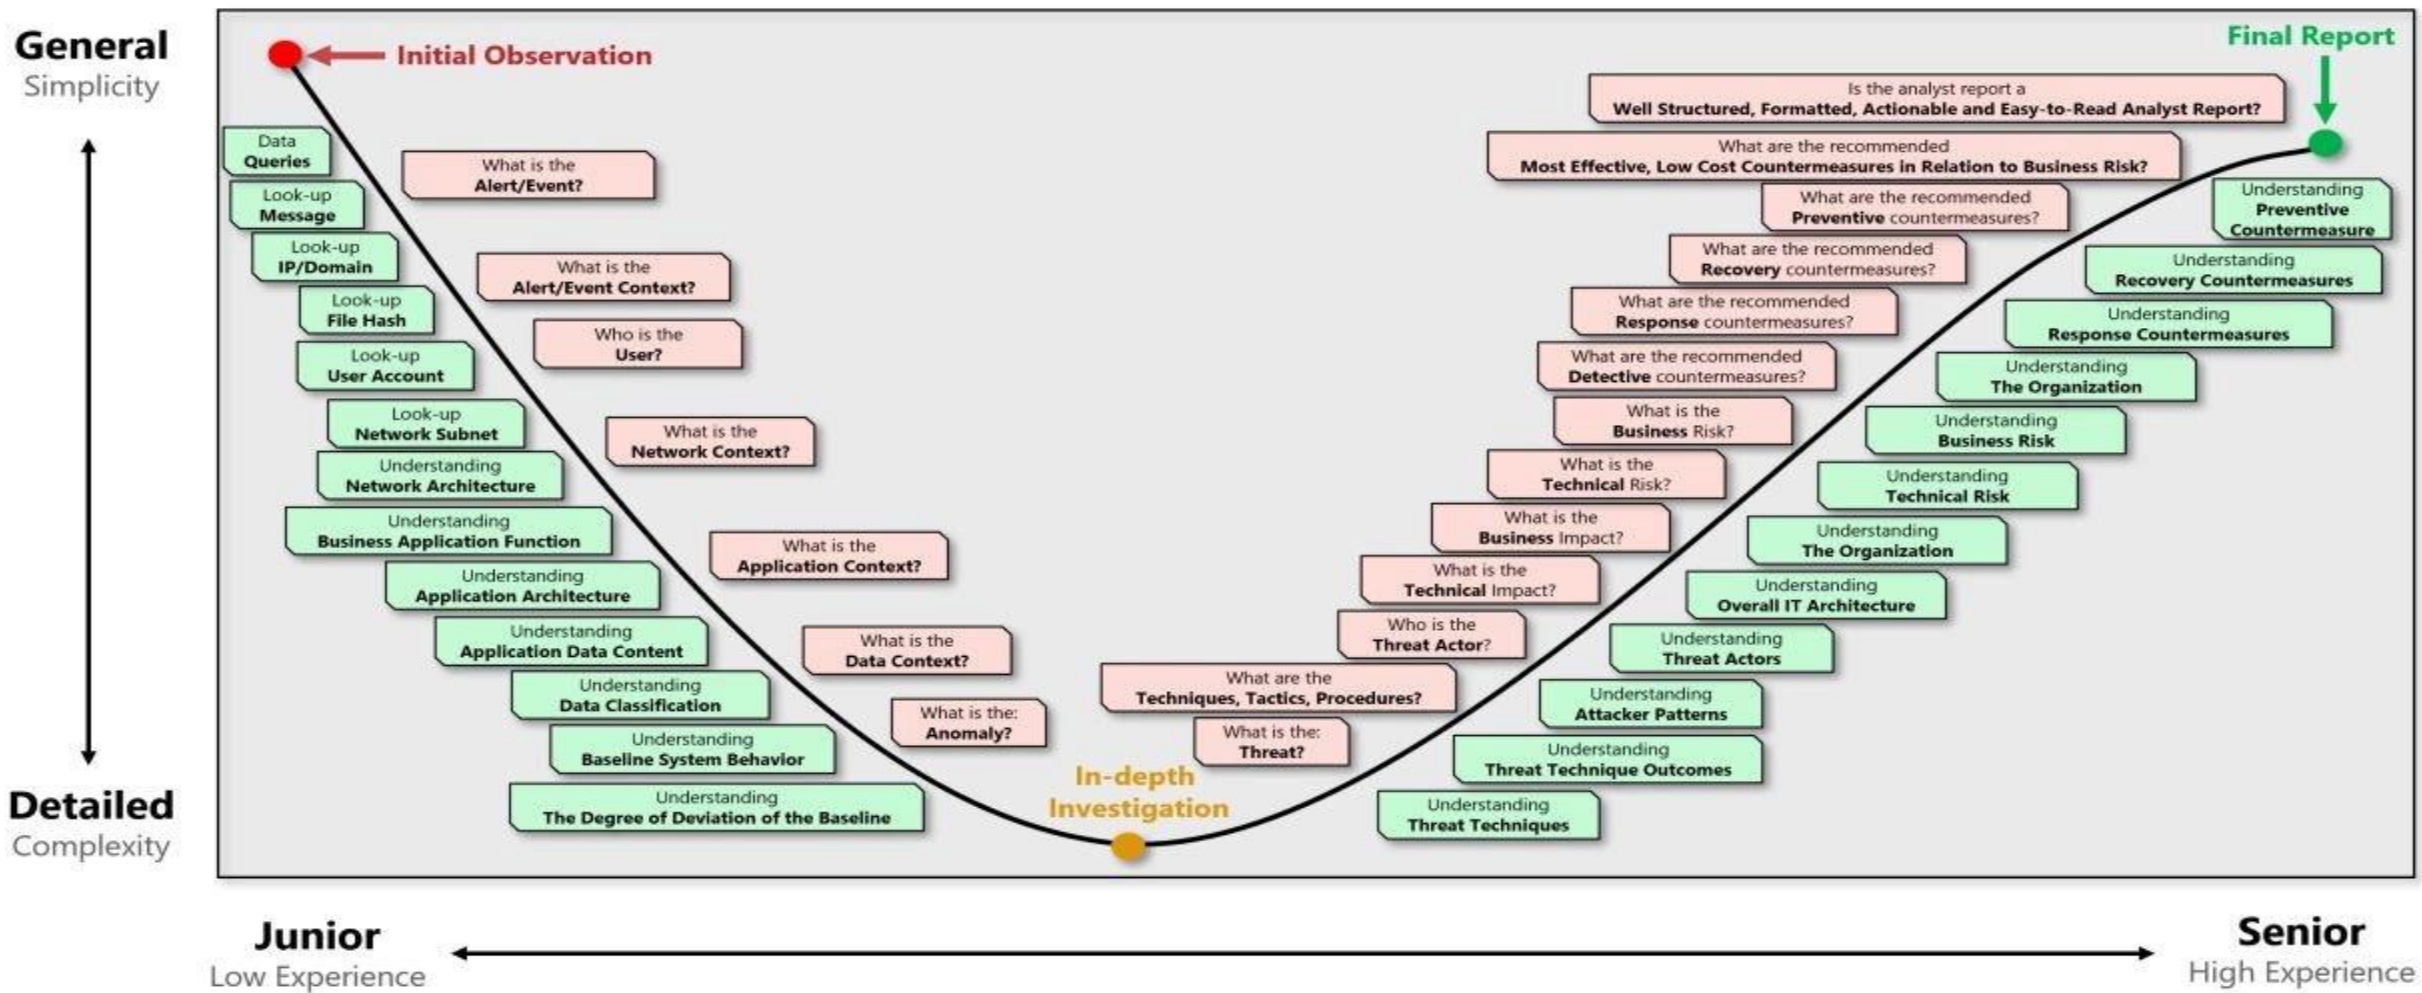 General
Simplicity
Detailed
Complexity
Initial Observation
Data
Queries
Look-up
Message
Look-up
IP/Domain
Look-up
File Hash
Look-up
User Account
Look-up
Network Subnet
Understanding
Network Architecture
Understanding
Business Application Function
Understanding
Application Architecture
Understanding
Application Data Content
Understanding
Data Classification
Understanding
Baseline System Behavior
Understanding
The Degree of Deviation of the Baseline
What is the
Alert/Event?
What is the
Alert/Event Context?
Who is the
User?
What is the
Network Context?
What is the
Application Context?
What is the
Data Context?
What is the:
Anomaly?
In-depth
Investigation
Final Report
Is the analyst report a
Well Structured, Formatted, Actionable and Easy-to-Read Analyst Report?
What are the recommended
Most Effective, Low Cost Countermeasures in Relation to Business Risk?
What are the recommended
Preventive countermeasures?
What are the recommended
Recovery countermeasures?
What are the recommended
Response countermeasures?
What are the recommended
Detective countermeasures?
What is the
Business Risk?
What is the
Technical Risk?
What is the
Business Impact?
What is the
Technical Impact?
Who is the
Threat Actor?
What are the
Techniques, Tactics, Procedures?
What is the:
Threat?
Understanding
Preventive
Countermeasure
Understanding
Recovery Countermeasures
Understanding
Response Countermeasures
Understanding
The Organization
Understanding
Business Risk
Understanding
Technical Risk
Understanding
The Organization
Understanding
Overall IT Architecture
Understanding
Threat Actors
Understanding
Attacker Patterns
Understanding
Threat Technique Outcomes
Understanding
Threat Techniques
Junior
Low Experience
Senior
High Experience